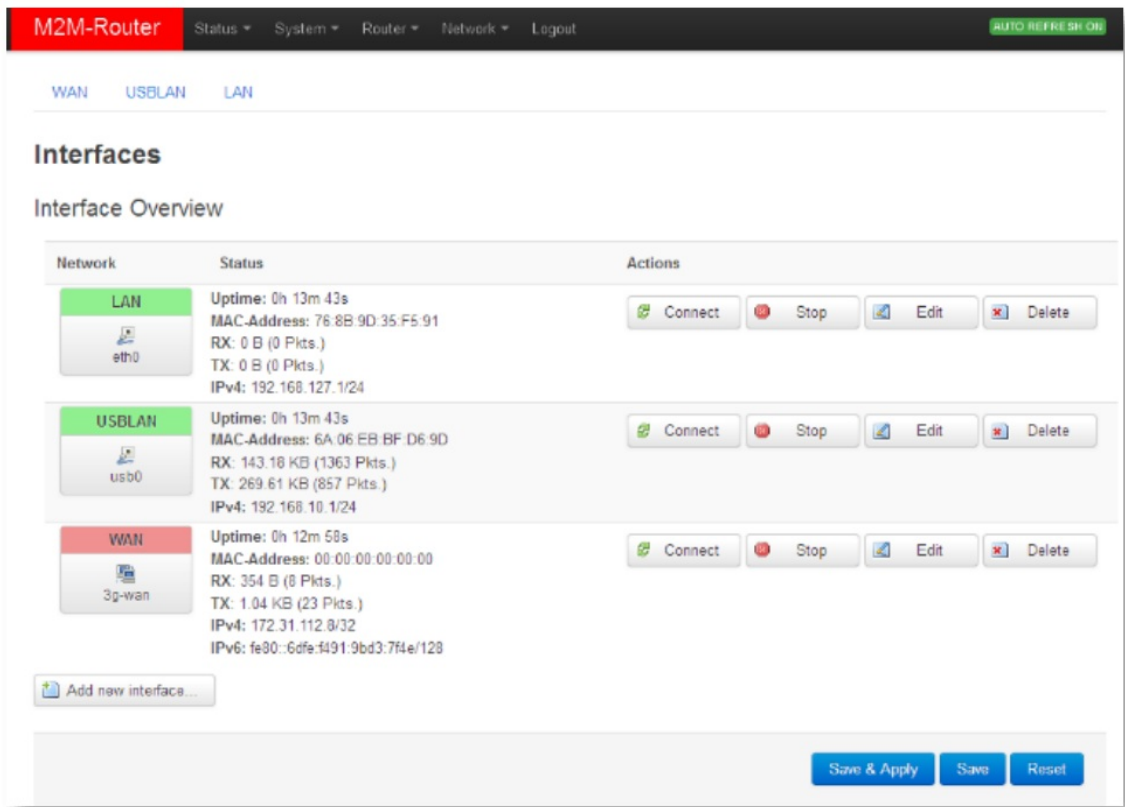 M2M-Router Status System Router Network Logout AUTO REFRESH ON
WAN USBLAN LAN
Interfaces
Interface Overview
Network Status Actions
LAN
eth0
Uptime: 0h 13m 43s
MAC-Address: 76:8B:9D:35:F5:91
RX: 0 B (0 Pkts.)
TX: 0 B (0 Pkts.)
IPv4: 192.168.127.1/24
Connect Stop Edit Delete
USBLAN
usb0
Uptime: 0h 13m 43s
MAC-Address: 6A:06:EB:BF:D6:9D
RX: 143.18 KB (1363 Pkts.)
TX: 269.61 KB (857 Pkts.)
IPv4: 192.168.10.1/24
Connect Stop Edit Delete
WAN
3g-wan
Uptime: 0h 12m 58s
MAC-Address: 00:00:00:00:00:00
RX: 354 B (8 Pkts.)
TX: 1.04 KB (23 Pkts.)
IPv4: 172.31.112.8/32
IPv6: fe80::6dfe:f491:9bd3:7f4e/128
Connect Stop Edit Delete
Add new interface...
Save & Apply Save Reset